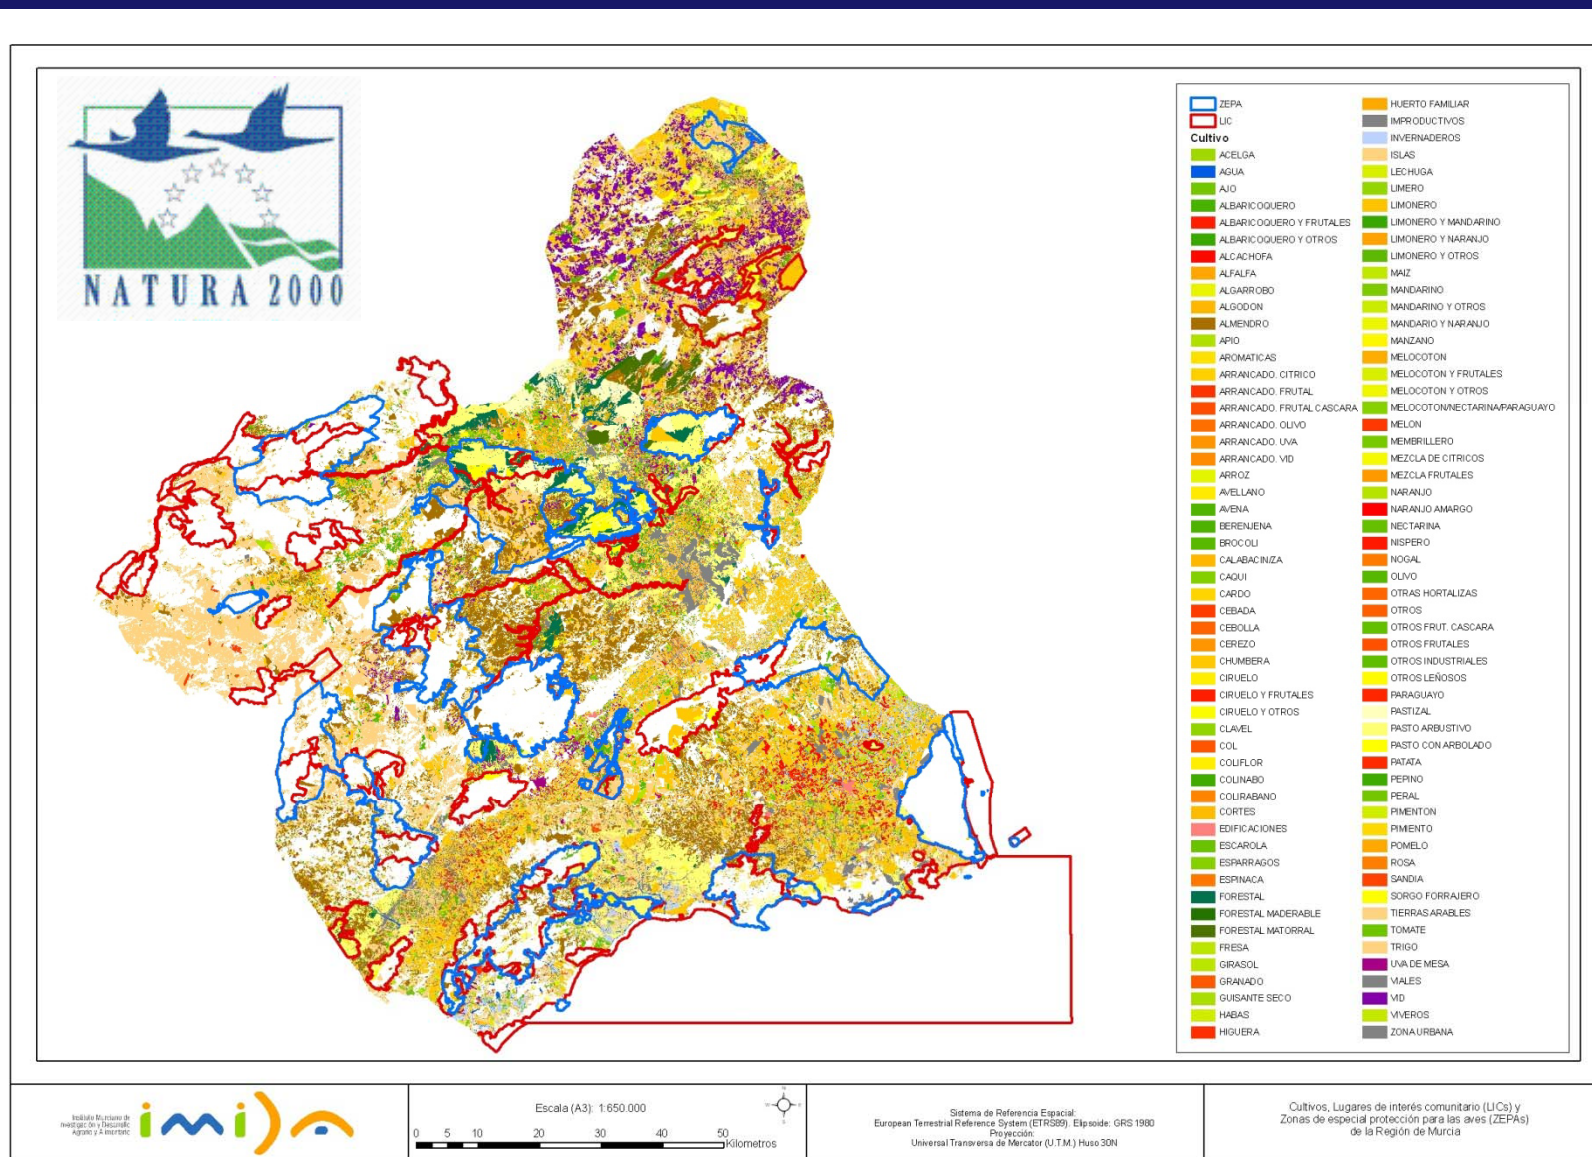 NATURA 2000
ZEPA
LIC
Cultivo
ACELGA
AGUA
AJO
ALBARICOQUERO
ALBARICOQUERO Y FRUTALES
ALBARICOQUERO Y OTROS
ALCACHOFA
ALFALFA
ALGARROBO
ALGODON
ALMENDRO
APIO
AROMATICAS
ARRANCADO. CITRICO
ARRANCADO. FRUTAL
ARRANCADO. FRUTAL CASCARA
ARRANCADO. OLIVO
ARRANCADO. UVA
ARRANCADO. VID
ARROZ
AVELLANO
AVENA
BERENJENA
BROCOLI
CALABACIN/ZA
CAQUI
CARDO
CEBADA
CEBOLLA
CEREZO
CHUMBERA
CIRUELO
CIRUELO Y FRUTALES
CIRUELO Y OTROS
CLAVEL
COL
COLIFLOR
COLINABO
COLIRABANO
CORTES
EDIFICACIONES
ESCAROLA
ESPARRAGOS
ESPINACA
FORESTAL
FORESTAL MADERABLE
FORESTAL MATORRAL
FRESA
GIRASOL
GRANADO
GUISANTE SECO
HABAS
HIGUERA
HUERTO FAMILIAR
IMPRODUCTIVOS
INVERNADEROS
ISLAS
LECHUGA
LIMERO
LIMONERO
LIMONERO Y MANDARINO
LIMONERO Y NARANJO
LIMONERO Y OTROS
MAIZ
MANDARINO
MANDARINO Y OTROS
MANDARIO Y NARANJO
MANZANO
MELOCOTON
MELOCOTON Y FRUTALES
MELOCOTON Y OTROS
MELOCOTON/NECTARINA/PARAGUAYO
MELON
MEMBRILLERO
MEZCLA DE CITRICOS
MEZCLA FRUTALES
NARANJO
NARANJO AMARGO
NECTARINA
NISPERO
NOGAL
OLIVO
OTRAS HORTALIZAS
OTROS
OTROS FRUT. CASCARA
OTROS FRUTALES
OTROS INDUSTRIALES
OTROS LEÑOSOS
PARAGUAYO
PASTIZAL
PASTO ARBUSTIVO
PASTO CON ARBOLADO
PATATA
PEPINO
PERAL
PIMENTON
PIMIENTO
POMELO
ROSA
SANDIA
SORGO FORRAJERO
TIERRAS ARABLES
TOMATE
TRIGO
UVA DE MESA
VIALES
VID
VIVEROS
ZONA URBANA
Instituto Murciano de
Investigación y Desarrollo
Agrario y Alimentario
imida
Escala (A3): 1:650.000
0 5 10 20 30 40 50
Kilometros
Sistema de Referencia Espacial:
European Terrestrial Reference System (ETRS89). Elipsoide: GRS 1980
Proyección:
Universal Transversa de Mercator (U.T.M.) Huso 30N
Cultivos, Lugares de interés comunitario (LICs) y
Zonas de especial protección para las aves (ZEPAs)
de la Región de Murcia